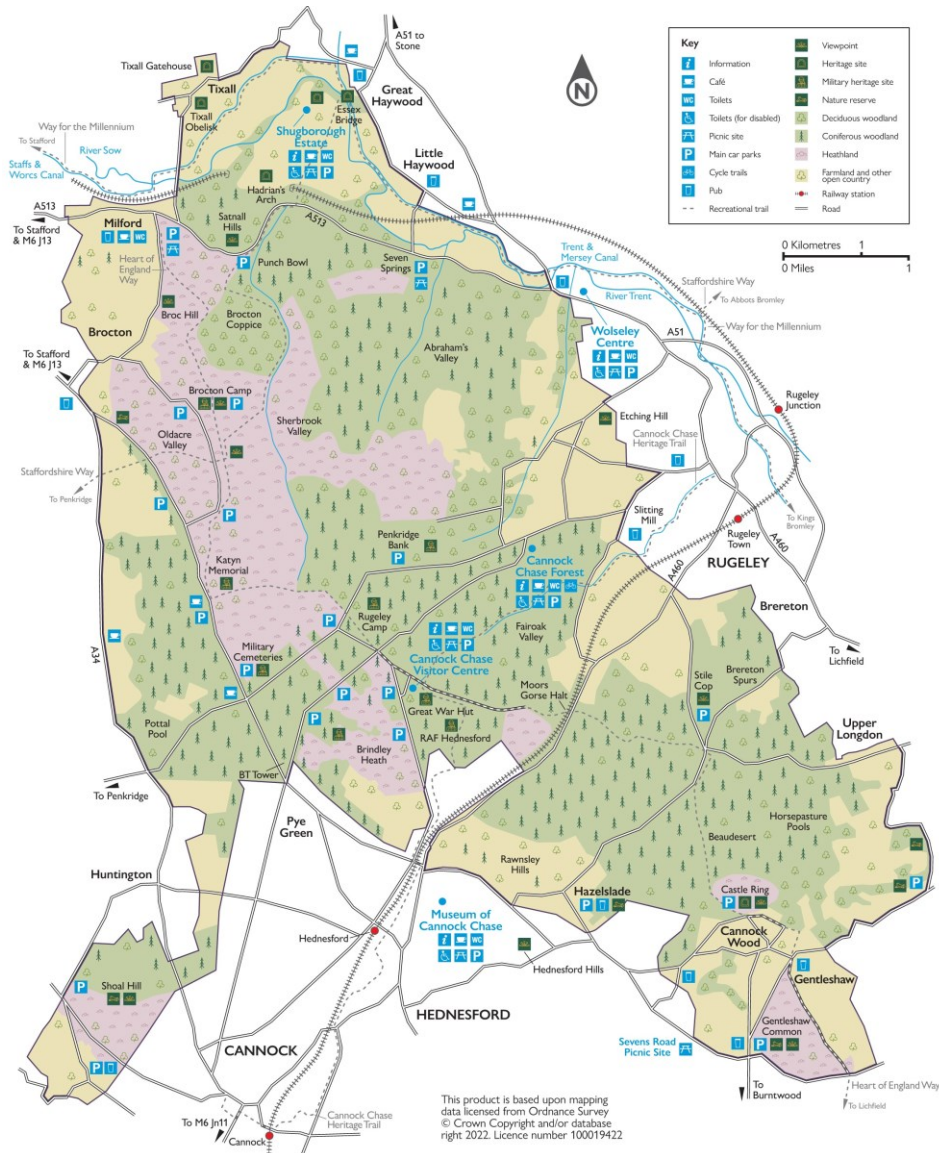 A51 to
Stone
Tixall Gatehouse
Tixall
Great
Haywood
Tixall
Obelisk
Essex
Bridge
Way for the Millennium
To Stafford
River Sow
Shugborough
Estate
Little
Haywood
Staffs &
Worcs Canal
Hadrian's
Arch
A513
To Stafford
& M6 J13
Milford
Satnall
Hills
A513
Heart of
England
Way
Punch Bowl
Seven
Springs
Trent &
Mersey Canal
Staffordshire Way
To Abbots Bromley
River Trent
Way for the Millennium
Broc Hill
Brocton
Coppice
Brocton
Wolseley
Centre
A51
To Stafford
& M6 J13
Abraham's
Valley
Rugeley
Junction
Brocton Camp
Etching Hill
Oldacre
Valley
Sherbrook
Valley
Cannock Chase
Heritage Trail
Staffordshire Way
To Penkridge
Slitting
Mill
To Kings
Bromley
Rugeley
Town
Penkridge
Bank
Cannock
Chase Forest
A460
A460
RUGELEY
Katyn
Memorial
Rugeley
Camp
Fairoak
Valley
Brereton
To
Lichfield
A34
Military
Cemeteries
Cannock Chase
Visitor Centre
Moors
Gorse Halt
Stile
Cop
Brereton
Spurs
Great War Hut
Pottal
Pool
RAF Hednesford
Upper
Longdon
Brindley
Heath
BT Tower
To Penkridge
Pye
Green
Horsepasture
Pools
Beaudesert
Huntington
Rawnsley
Hills
Hazelslade
Castle Ring
Museum of
Cannock Chase
Cannock
Wood
Hednesford
Hednesford Hills
Gentleshaw
Shoal Hill
HEDNESFORD
Gentleshaw
Common
CANNOCK
Sevens Road
Picnic Site
To
Burntwood
Heart of England Way
To Lichfield
To M6 Jn11
Cannock
Cannock Chase
Heritage Trail
This product is based upon mapping
data licensed from Ordnance Survey
© Crown Copyright and/or database
right 2022. Licence number 100019422
N
Key
Information
Café
WC Toilets
Toilets (for disabled)
Picnic site
P Main car parks
Cycle trails
Pub
Recreational trail
Viewpoint
Heritage site
Military heritage site
Nature reserve
Deciduous woodland
Coniferous woodland
Heathland
Farmland and other
open country
Railway station
Road
0 Kilometres 1
0 Miles 1